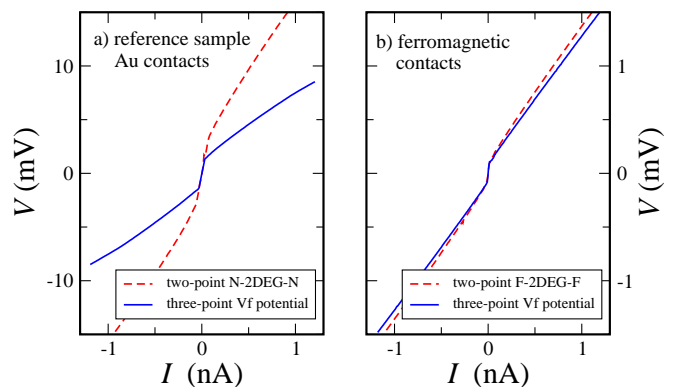 a) reference sample
Au contacts
10
0
-10
V (mV)
two-point N-2DEG-N
three-point Vf potential
-1
0
1
I (nA)
b) ferromagnetic
contacts
1
0
-1
V (mV)
two-point F-2DEG-F
three-point Vf potential
-1
0
1
I (nA)